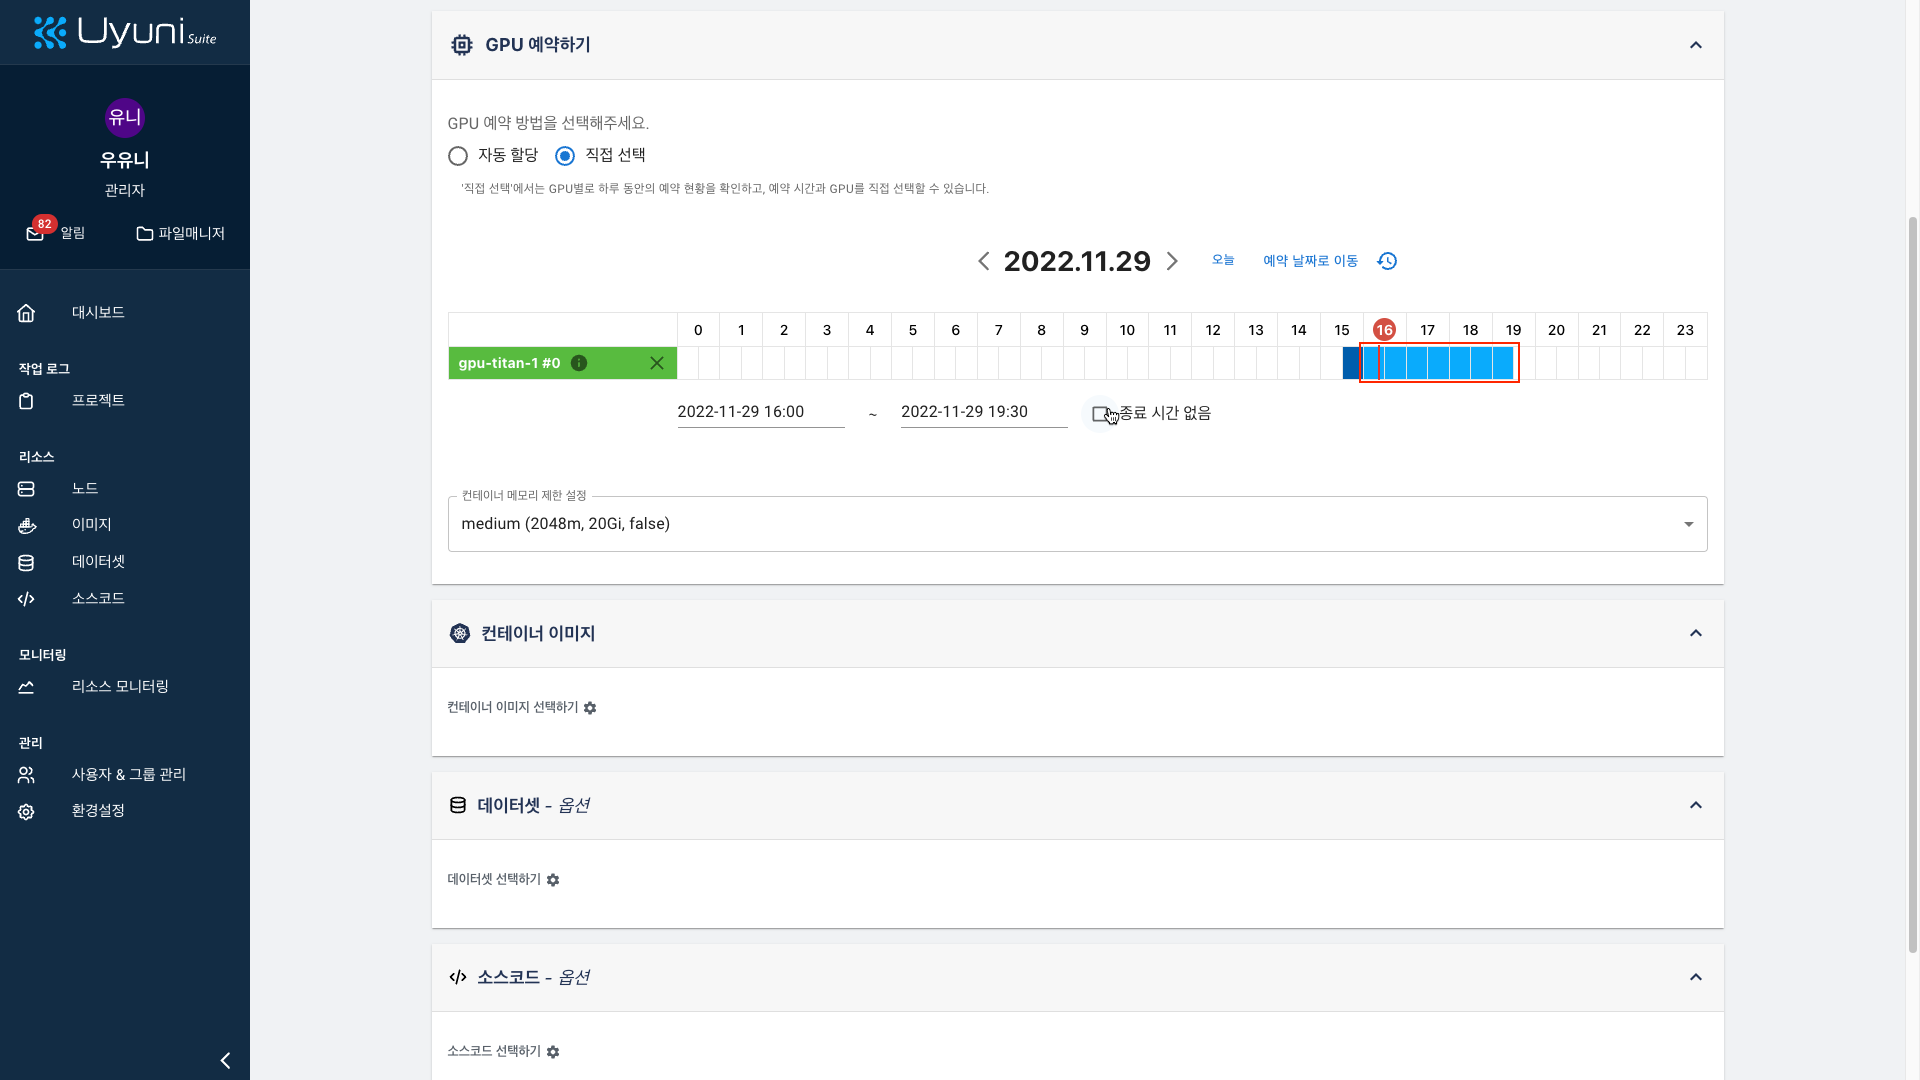 Uyuni Suite
유니
우유니
관리자
82
알림
파일매니저
대시보드
작업 로그
프로젝트
리소스
노드
이미지
데이터셋
소스코드
모니터링
리소스 모니터링
관리
사용자 & 그룹 관리
환경설정
GPU 예약하기
GPU 예약 방법을 선택해주세요.
자동 할당 직접 선택
'직접 선택'에서는 GPU별로 하루 동안의 예약 현황을 확인하고, 예약 시간과 GPU를 직접 선택할 수 있습니다.
2022.11.29 오늘 예약 날짜로 이동
0 1 2 3 4 5 6 7 8 9 10 11 12 13 14 15 16 17 18 19 20 21 22 23
gpu-titan-1 #0
2022-11-29 16:00 ~ 2022-11-29 19:30 종료 시간 없음
컨테이너 메모리 제한 설정
medium (2048m, 20Gi, false)
컨테이너 이미지
컨테이너 이미지 선택하기
데이터셋 - 옵션
데이터셋 선택하기
소스코드 - 옵션
소스코드 선택하기